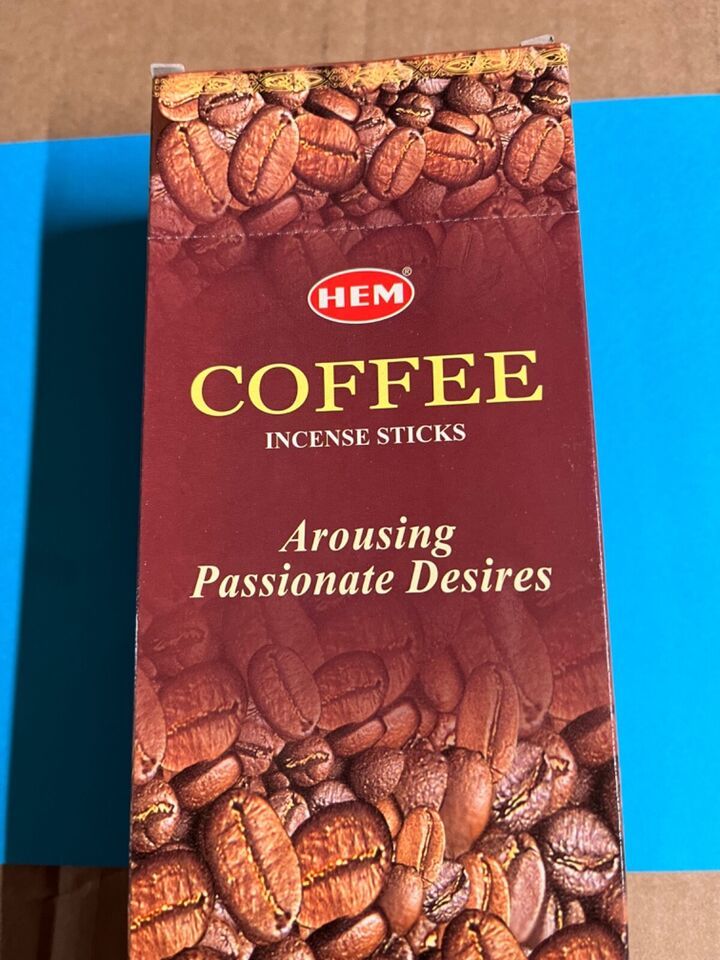 HEM®
COFFEE
INCENSE STICKS
Arousing
Passionate Desires